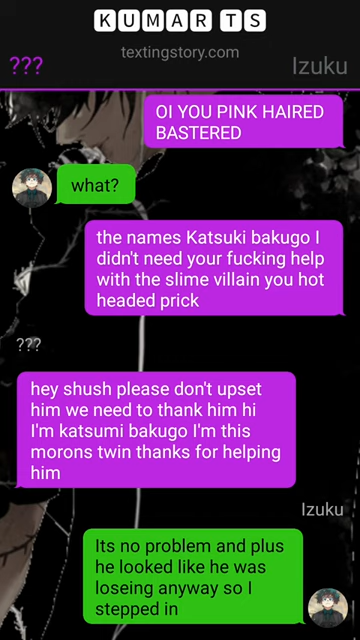 KUMAR TS
textingstory.com
??? Izuku
OI YOU PINK HAIRED
BASTERED
what?
the names Katsuki bakugo I
didn't need your fucking help
with the slime villain you hot
headed prick
???
hey shush please don't upset
him we need to thank him hi
I'm katsumi bakugo I'm this
morons twin thanks for helping
him
Izuku
Its no problem and plus
he looked like he was
loseing anyway so I
stepped in